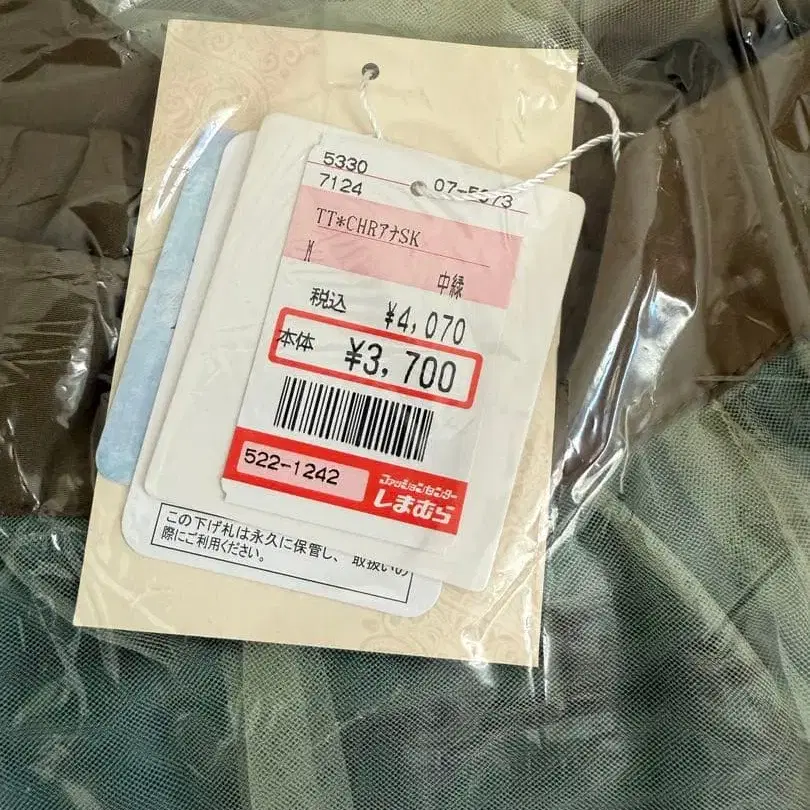 5330
7124
TT*CHRアナSK
M
中緑
税込 ¥4,070
本体 ¥3,700
522-1242
ファッションセンター
しまむら
この下げ札は永久に保管し、取扱いの
際にご利用ください。